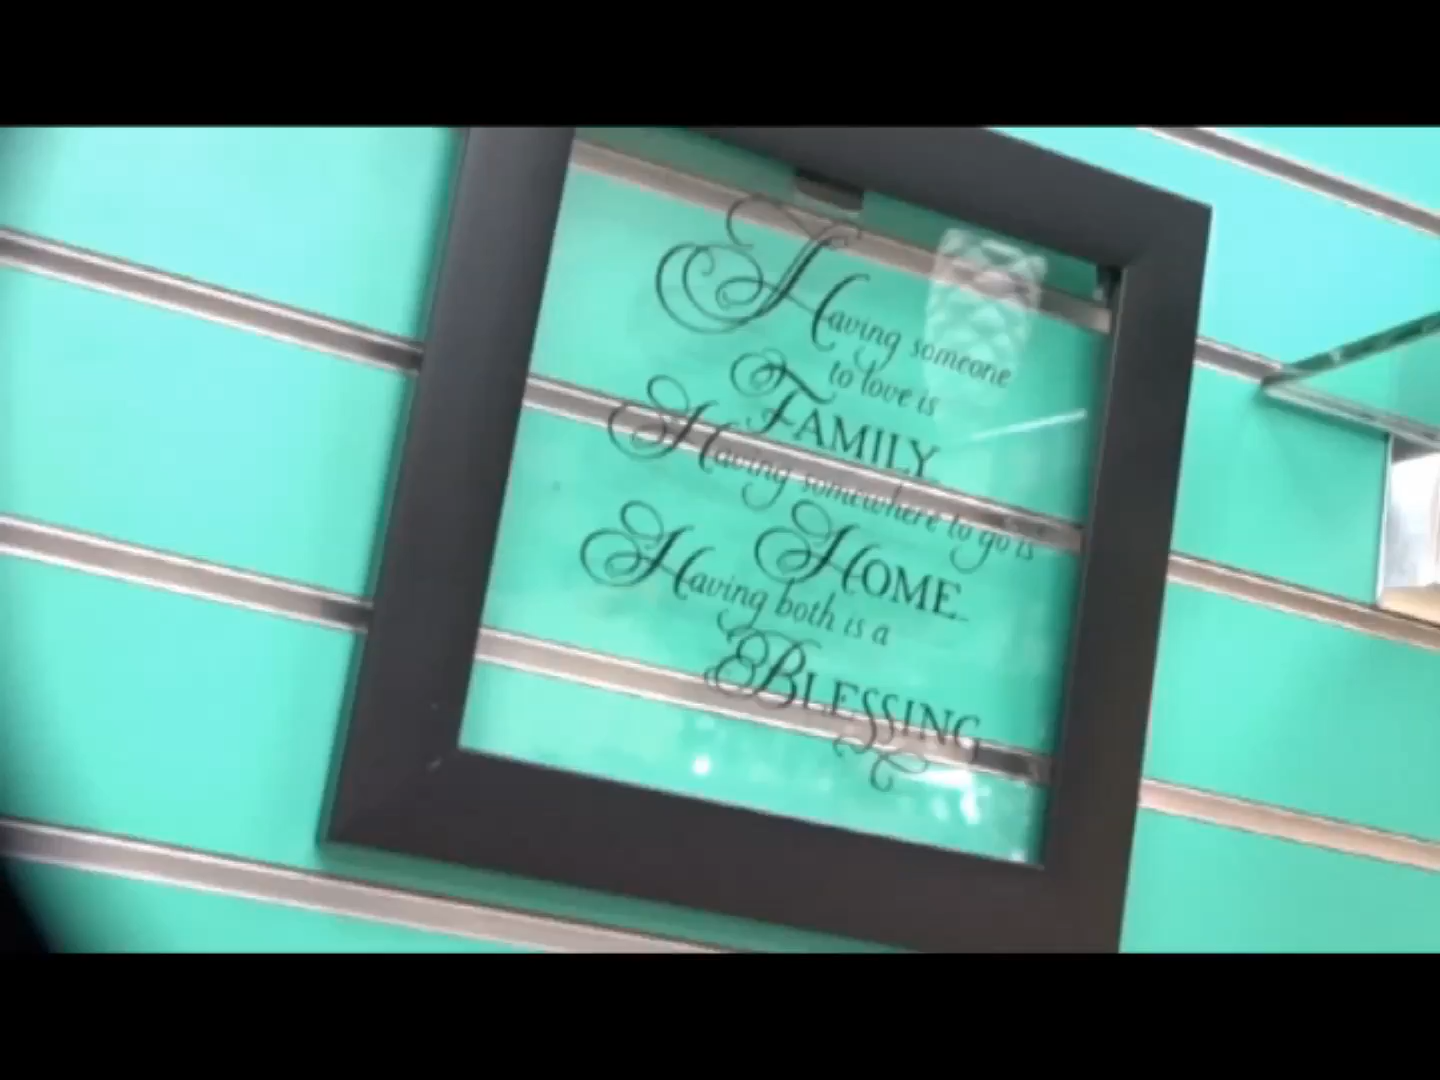 Having someone
to love is
FAMILY
Having somewhere to go is
HOME
Having both is a
BLESSING